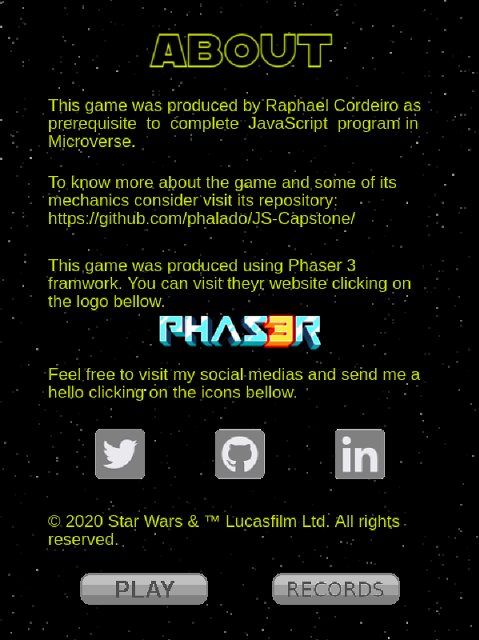 ABOUT
This game was produced by Raphael Cordeiro as
prerequisite to complete JavaScript program in
Microverse.
To know more about the game and some of its
mechanics consider visit its repository:
https://github.com/phalado/JS-Capstone/
This game was produced using Phaser 3
framwork. You can visit theyr website clicking on
the logo bellow.
PHAS3R
Feel free to visit my social medias and send me a
hello clicking on the icons bellow.
in
© 2020 Star Wars & ™ Lucasfilm Ltd. All rights
reserved.
PLAY
RECORDS